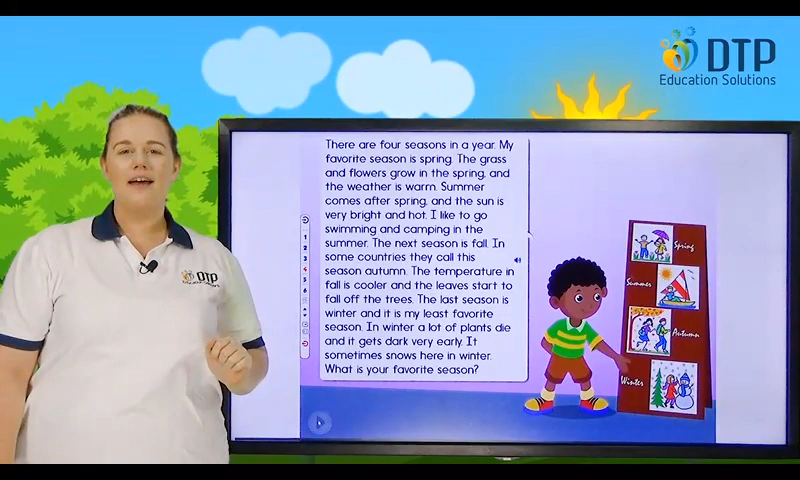 DTP
Education Solutions
There are four seasons in a year. My
favorite season is spring. The grass
and flowers grow in the spring, and
the weather is warm. Summer
comes after spring, and the sun is
very bright and hot. I like to go
swimming and camping in the
summer. The next season is fall. In
some countries they call this
season autumn. The temperature in
fall is cooler and the leaves start to
fall off the trees. The last season is
winter and it is my least favorite
season. In winter a lot of plants die
and it gets dark very early. It
sometimes snows here in winter.
What is your favorite season?
1
2
3
4
5
6
Spring
Summer
Autumn
Winter
DTP